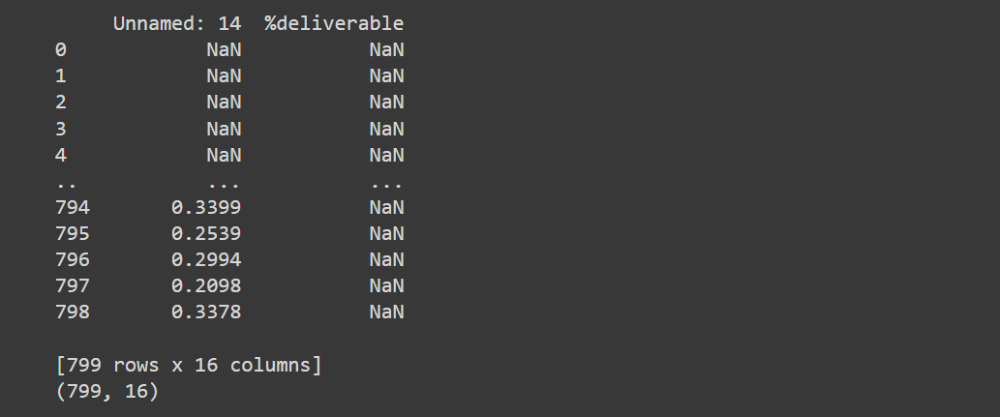 Unnamed: 14 %deliverable
0 NaN NaN
1 NaN NaN
2 NaN NaN
3 NaN NaN
4 NaN NaN
.. ... ...
794 0.3399 NaN
795 0.2539 NaN
796 0.2994 NaN
797 0.2098 NaN
798 0.3378 NaN
[799 rows x 16 columns]
(799, 16)